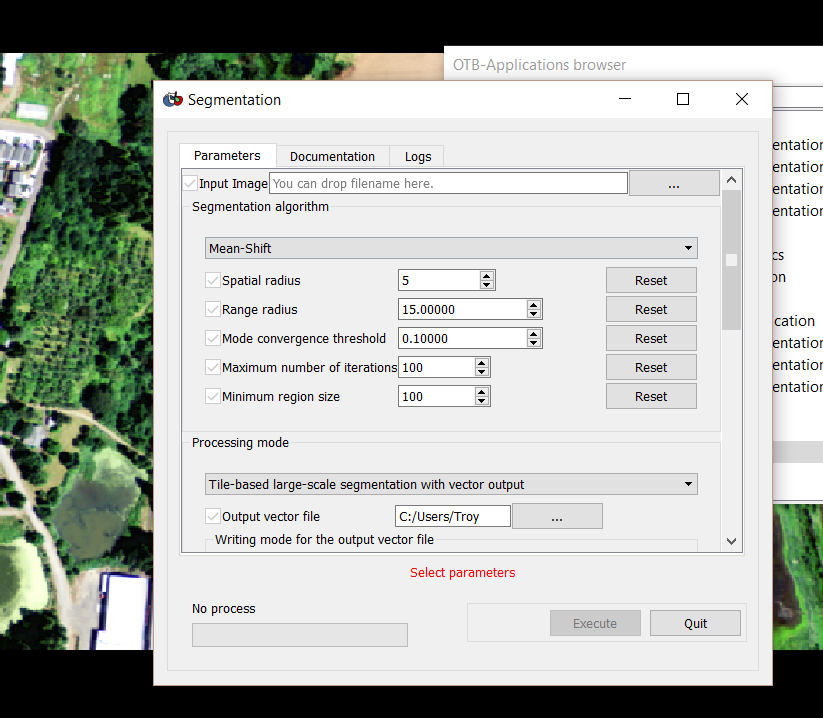 OTB-Applications browser
Segmentation
Parameters Documentation Logs
Input Image You can drop filename here. ...
Segmentation algorithm
Mean-Shift
Spatial radius 5 Reset
Range radius 15.00000 Reset
Mode convergence threshold 0.10000 Reset
Maximum number of iterations 100 Reset
Minimum region size 100 Reset
Processing mode
Tile-based large-scale segmentation with vector output
Output vector file C:/Users/Troy ...
Writing mode for the output vector file
Select parameters
No process
Execute Quit
entation
entation
entation
entation
cs
on
cation
entation
entation
entation